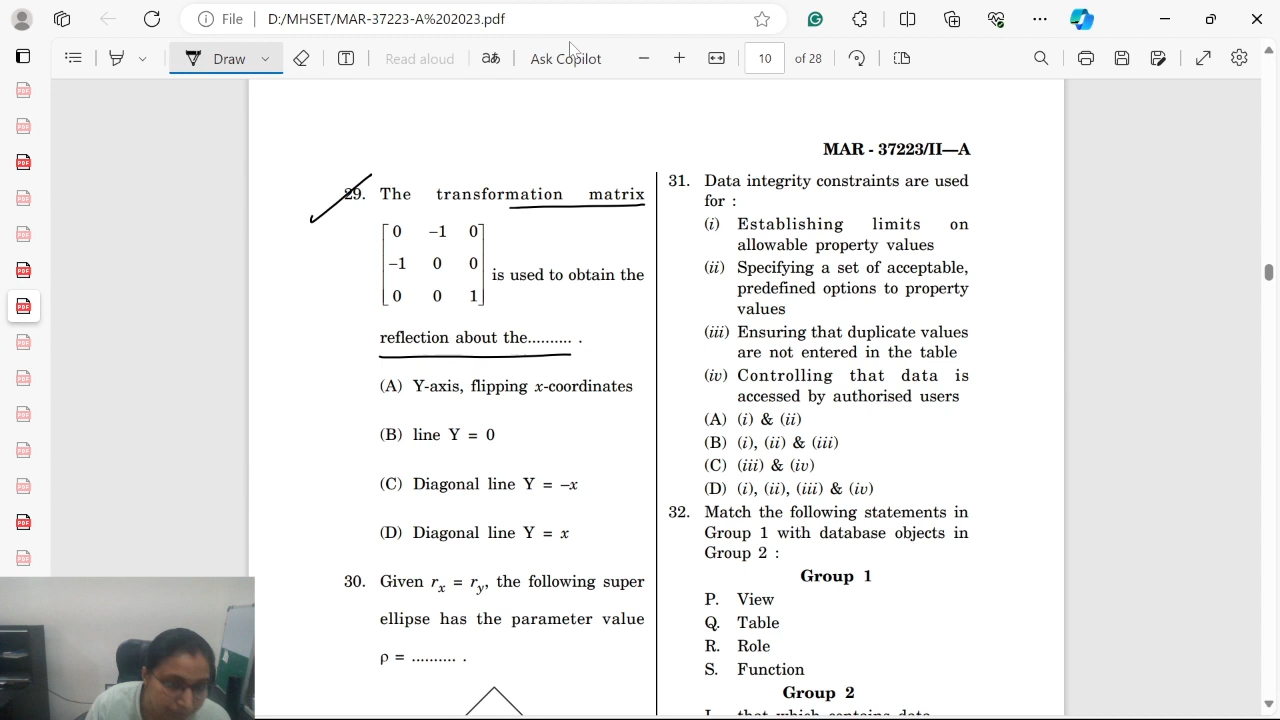 File
D:/MHSET/MAR-37223-A%202023.pdf
Draw
Read aloud
aあ
Ask Copilot
10
of 28
MAR - 37223/II—A
29. The transformation matrix
0 –1 0
–1 0 0
0 0 1
is used to obtain the
reflection about the.......... .
(A) Y-axis, flipping x-coordinates
(B) line Y = 0
(C) Diagonal line Y = –x
(D) Diagonal line Y = x
30. Given rx = ry, the following super
ellipse has the parameter value
ρ = .......... .
31. Data integrity constraints are used
for :
(i) Establishing limits on
allowable property values
(ii) Specifying a set of acceptable,
predefined options to property
values
(iii) Ensuring that duplicate values
are not entered in the table
(iv) Controlling that data is
accessed by authorised users
(A) (i) & (ii)
(B) (i), (ii) & (iii)
(C) (iii) & (iv)
(D) (i), (ii), (iii) & (iv)
32. Match the following statements in
Group 1 with database objects in
Group 2 :
Group 1
P. View
Q. Table
R. Role
S. Function
Group 2
I. that which contains data